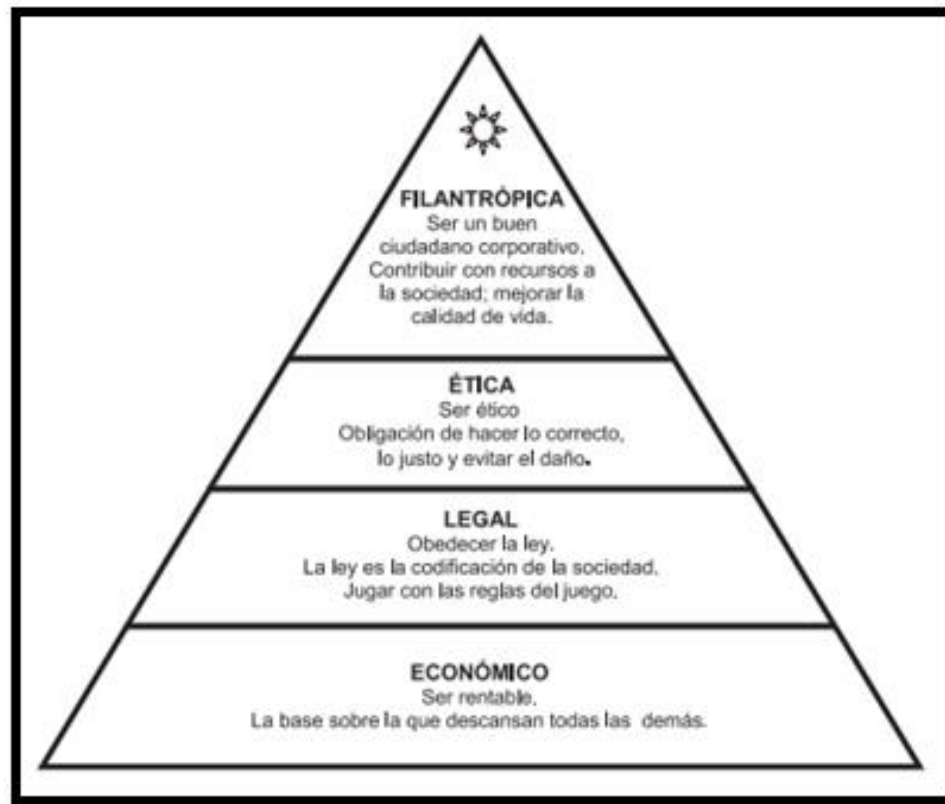 FILANTRÓPICA
Ser un buen
ciudadano corporativo.
Contribuir con recursos a
la sociedad; mejorar la
calidad de vida.
ÉTICA
Ser ético
Obligación de hacer lo correcto,
lo justo y evitar el daño.
LEGAL
Obedecer la ley.
La ley es la codificación de la sociedad.
Jugar con las reglas del juego.
ECONÓMICO
Ser rentable.
La base sobre la que descansan todas las demás.